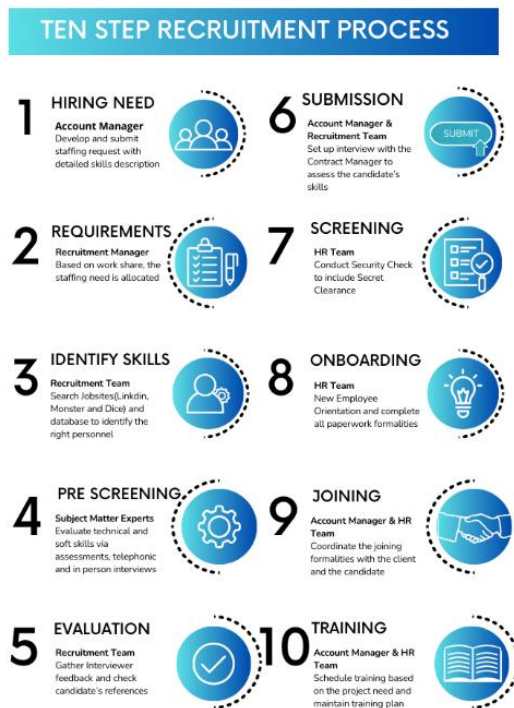 TEN STEP RECRUITMENT PROCESS
1
HIRING NEED
Account Manager
Develop and submit
staffing request with
detailed skills description
2
REQUIREMENTS
Recruitment Manager
Based on work share, the
staffing need is allocated
3
IDENTIFY SKILLS
Recruitment Team
Search Jobsites(Linkdin,
Monster and Dice) and
database to identify the
right personnel
4
PRE SCREENING
Subject Matter Experts
Evaluate technical and
soft skills via
assessments, telephonic
and in person interviews
5
EVALUATION
Recruitment Team
Gather Interviewer
feedback and check
candidate's references
6
SUBMISSION
Account Manager &
Recruitment Team
Set up interview with the
Contract Manager to
assess the candidate's
skills
SUBMIT
7
SCREENING
HR Team
Conduct Security Check
to include Secret
Clearance
8
ONBOARDING
HR Team
New Employee
Orientation and complete
all paperwork formalities
9
JOINING
Account Manager & HR
Team
Coordinate the joining
formalities with the client
and the candidate
10
TRAINING
Account Manager & HR
Team
Schedule training based
on the project need and
maintain training plan